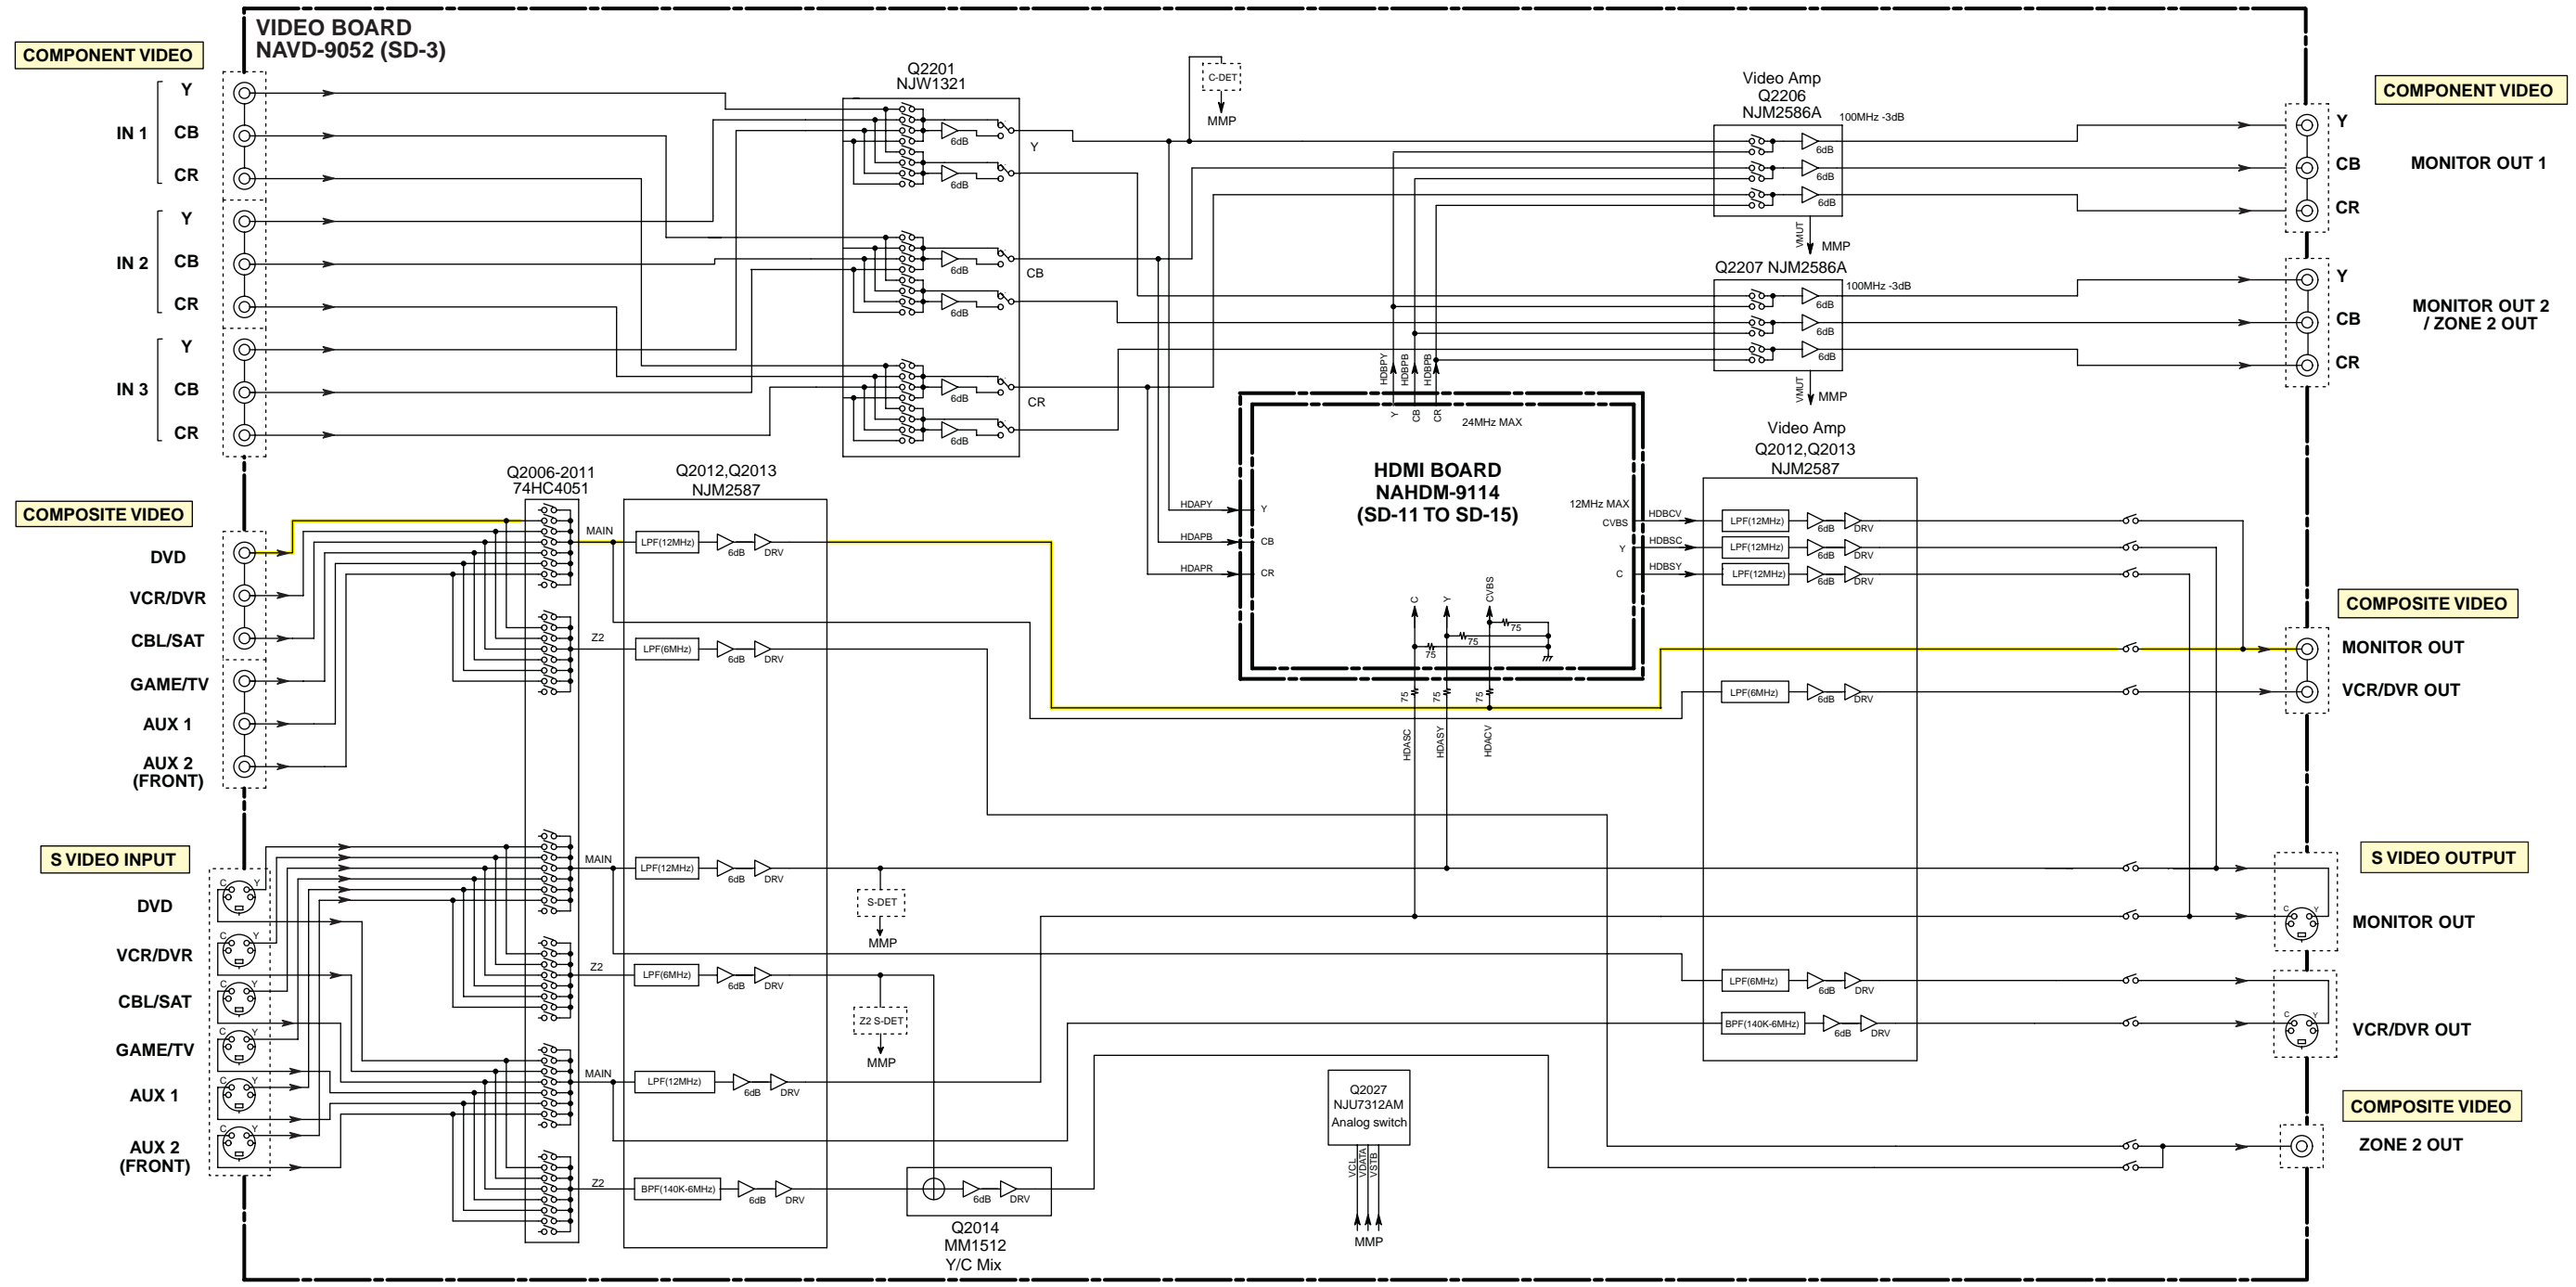 VIDEO BOARD
NAVD-9052 (SD-3)
COMPONENT VIDEO
IN 1
Y
CB
CR
IN 2
Y
CB
CR
IN 3
Y
CB
CR
Q2201
NJW1321
6dB
6dB
Y
6dB
6dB
CB
6dB
6dB
CR
C-DET
MMP
Video Amp
Q2206
NJM2586A
100MHz -3dB
6dB
6dB
6dB
VMUT
MMP
Q2207 NJM2586A
100MHz -3dB
6dB
6dB
6dB
VMUT
MMP
COMPONENT VIDEO
Y
CB
CR
MONITOR OUT 1
Y
CB
CR
MONITOR OUT 2
/ ZONE 2 OUT
HDBPY
HDBPB
HDBPB
Y
CB
CR
24MHz MAX
HDMI BOARD
NAHDM-9114
(SD-11 TO SD-15)
HDAPY
Y
HDAPB
CB
HDAPR
CR
12MHz MAX
CVBS
HDBCV
Y
HDBSC
C
HDBSY
C
Y
CVBS
75
75
75
75
75
75
HDASC
HDASY
HDACV
COMPOSITE VIDEO
DVD
VCR/DVR
CBL/SAT
GAME/TV
AUX 1
AUX 2
(FRONT)
Q2006-2011
74HC4051
Q2012,Q2013
NJM2587
MAIN
LPF(12MHz)
6dB
DRV
Z2
LPF(6MHz)
6dB
DRV
Video Amp
Q2012,Q2013
NJM2587
LPF(12MHz)
6dB
DRV
LPF(12MHz)
6dB
DRV
LPF(12MHz)
6dB
DRV
LPF(6MHz)
6dB
DRV
COMPOSITE VIDEO
MONITOR OUT
VCR/DVR OUT
S VIDEO INPUT
C
Y
DVD
C
Y
VCR/DVR
C
Y
CBL/SAT
C
Y
GAME/TV
C
Y
AUX 1
C
Y
AUX 2
(FRONT)
MAIN
LPF(12MHz)
6dB
DRV
S-DET
MMP
Z2
LPF(6MHz)
6dB
DRV
Z2 S-DET
MMP
MAIN
LPF(12MHz)
6dB
DRV
Z2
BPF(140K-6MHz)
6dB
DRV
6dB
DRV
Q2014
MM1512
Y/C Mix
LPF(6MHz)
6dB
DRV
BPF(140K-6MHz)
6dB
DRV
Q2027
NJU7312AM
Analog switch
VCL
VDATA
VSTB
MMP
S VIDEO OUTPUT
C
Y
MONITOR OUT
C
Y
VCR/DVR OUT
COMPOSITE VIDEO
ZONE 2 OUT